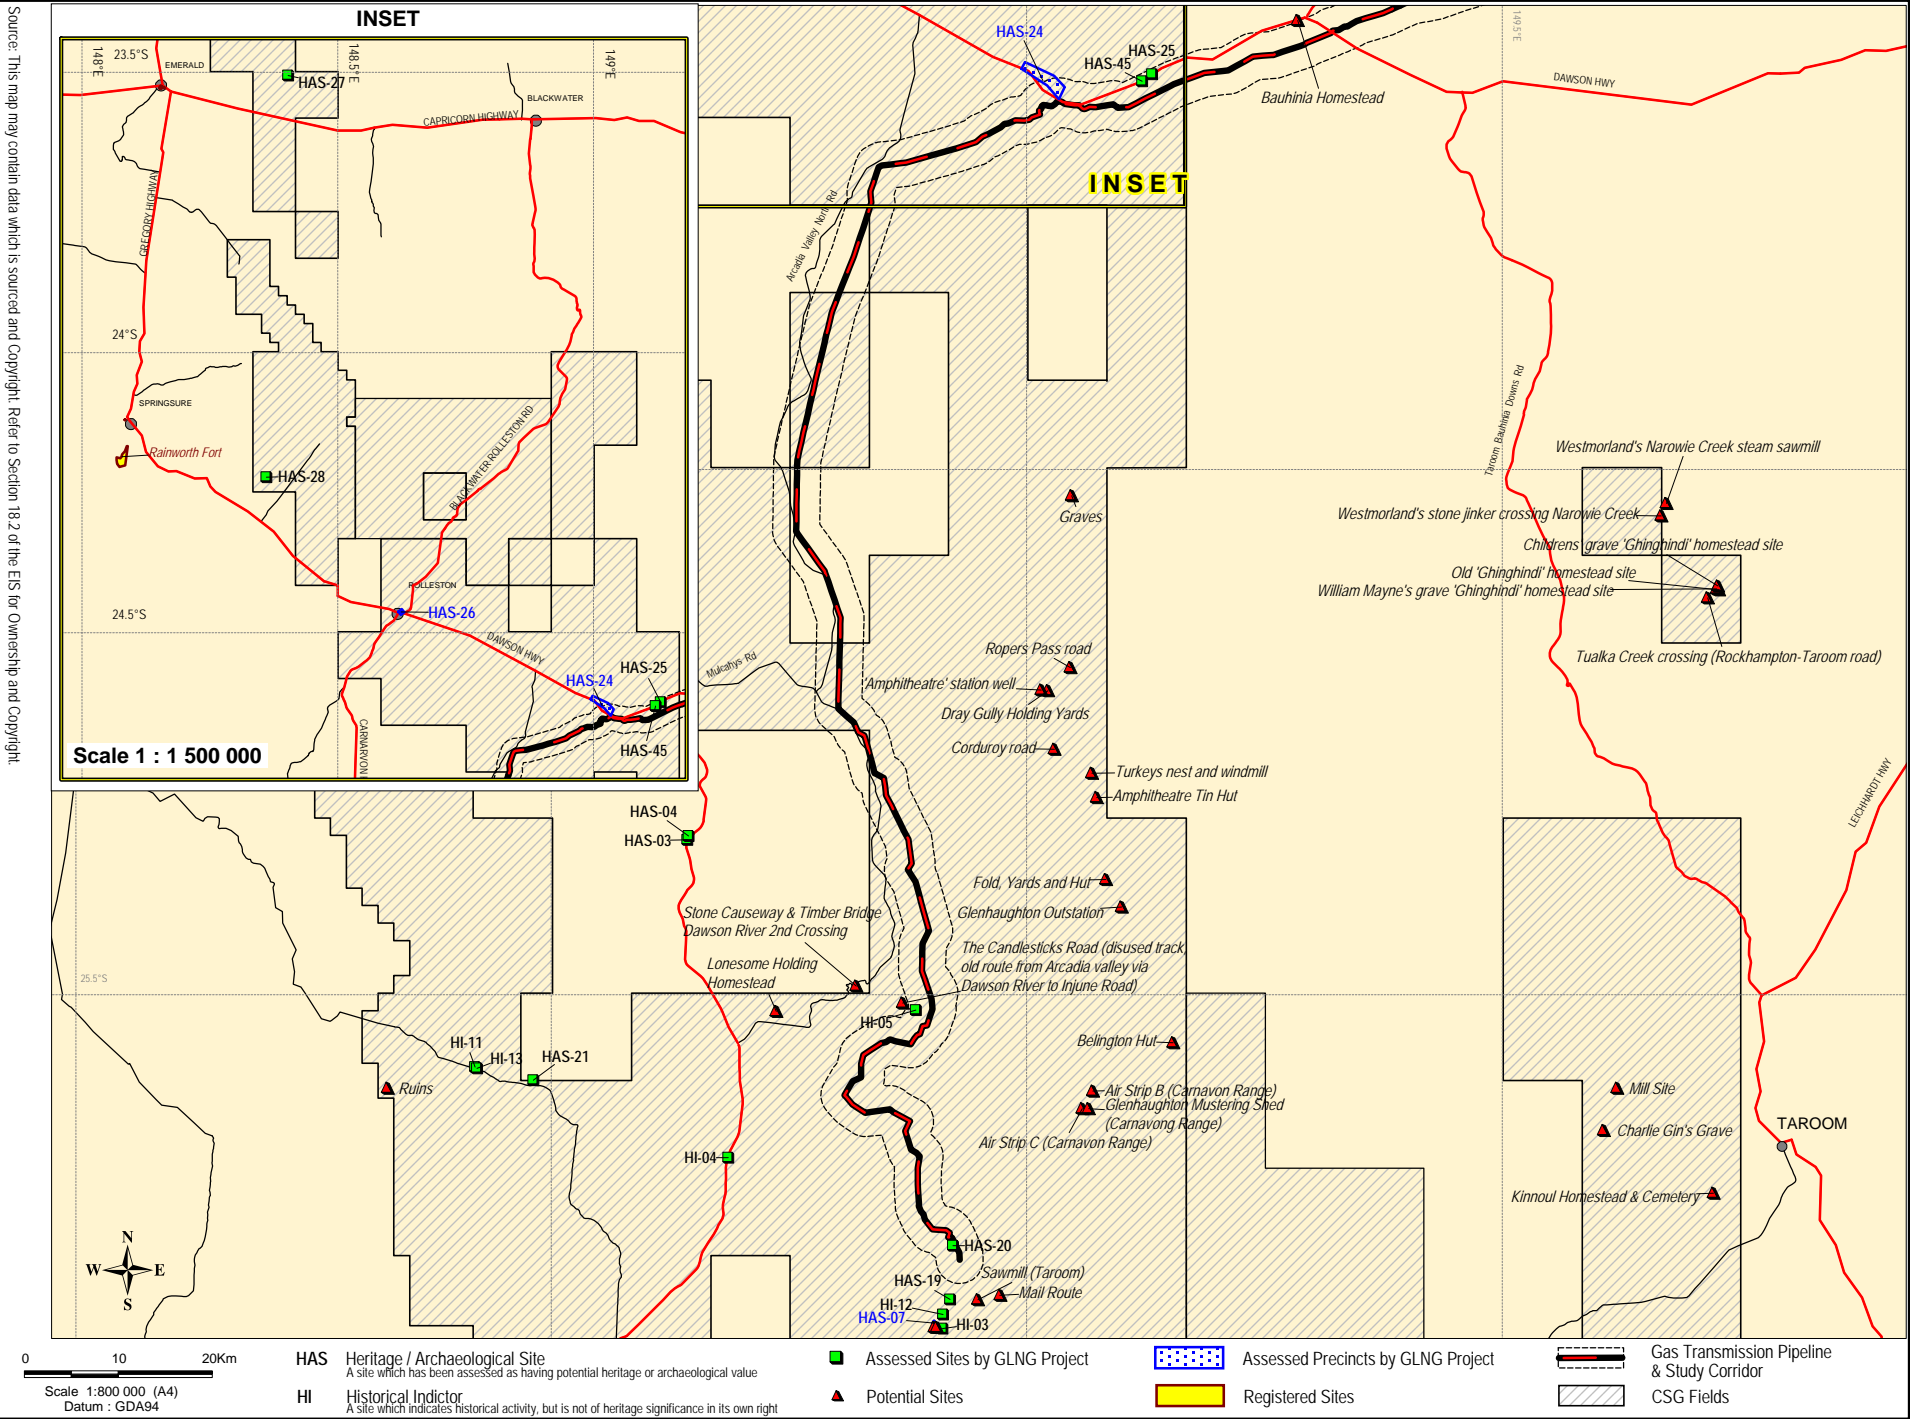 Source: This map may contain data which is sourced and Copyright. Refer to Section 18.2 of the EIS for Ownership and Copyright.
INSET
148°E
23.5°S
148.5°E
149°E
EMERALD
HAS-27
BLACKWATER
CAPRICORN HIGHWAY
GREGORY HIGHWAY
24°S
SPRINGSURE
Rainworth Fort
HAS-28
BLACKWATER ROLLESTON RD
24.5°S
ROLLESTON
HAS-26
DAWSON HWY
HAS-25
HAS-24
HAS-45
CARNARVON
Scale 1 : 1 500 000
HAS-24
HAS-25
HAS-45
Bauhinia Homestead
149.5°E
DAWSON HWY
INSET
Arcadia Valley North Rd
Taroom Bauhinia Downs Rd
Westmorland's Narowie Creek steam sawmill
Graves
Westmorland's stone jinker crossing Narowie Creek
Childrens grave 'Ghinghindi' homestead site
Old 'Ghinghindi' homestead site
William Mayne's grave 'Ghinghindi' homestead site
Tualka Creek crossing (Rockhampton-Taroom road)
Ropers Pass road
Mulcahys Rd
'Amphitheatre' station well
Dray Gully Holding Yards
Corduroy road
Turkeys nest and windmill
Amphitheatre Tin Hut
LEICHHARDT HWY
HAS-04
HAS-03
Fold, Yards and Hut
Glenhaughton Outstation
Stone Causeway & Timber Bridge
Dawson River 2nd Crossing
The Candlesticks Road (disused track,
old route from Arcadia valley via
Dawson River to Injune Road)
Lonesome Holding
Homestead
25.5°S
HI-05
HI-11
HI-13
HAS-21
Belington Hut
Ruins
Air Strip B (Carnavon Range)
Glenhaughton Mustering Shed
(Carnavong Range)
Air Strip C (Carnavon Range)
Mill Site
TAROOM
Charlie Gin's Grave
HI-04
Kinnoul Homestead & Cemetery
HAS-20
HAS-19
Sawmill (Taroom)
Mail Route
HI-12
HAS-07
HI-03
N
W
E
S
0 10 20Km
Scale 1:800 000 (A4)
Datum : GDA94
HAS Heritage / Archaeological Site
A site which has been assessed as having potential heritage or archaeological value
HI Historical Indictor
A site which indicates historical activity, but is not of heritage significance in its own right
Assessed Sites by GLNG Project
Potential Sites
Assessed Precincts by GLNG Project
Registered Sites
Gas Transmission Pipeline
& Study Corridor
CSG Fields